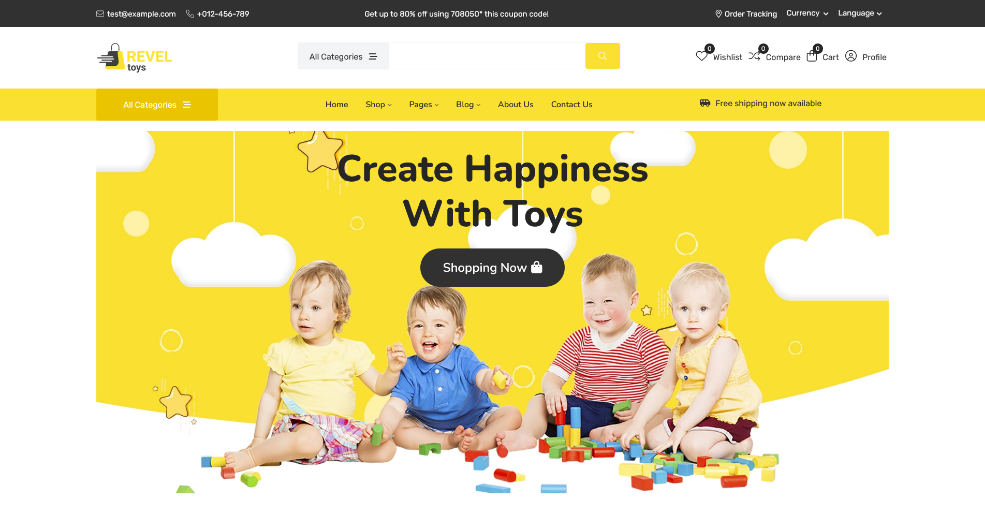 test@example.com
+012-456-789
Get up to 80% off using 708050* this coupon code!
Order Tracking
Currency
Language
REVEL
toys
All Categories
0
Wishlist
0
Compare
0
Cart
Profile
All Categories
Home
Shop
Pages
Blog
About Us
Contact Us
Free shipping now available
Create Happiness
With Toys
Shopping Now